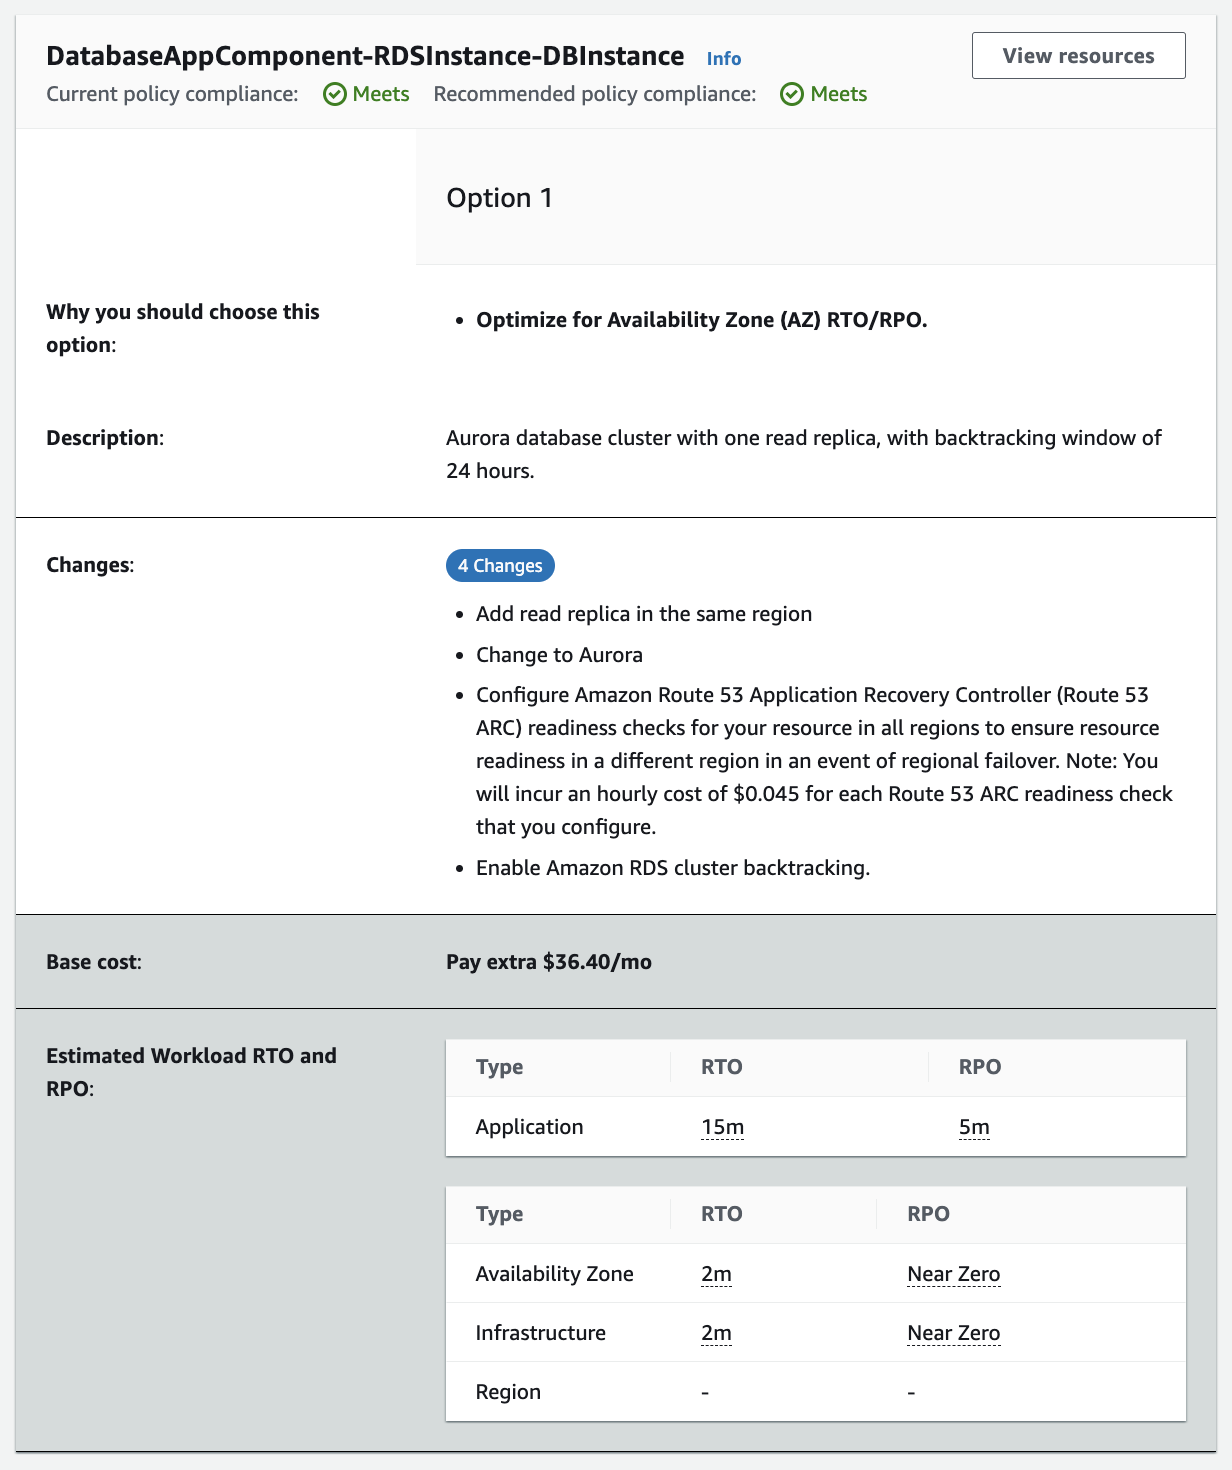 DatabaseAppComponent-RDSInstance-DBInstance Info
View resources
Current policy compliance: Meets Recommended policy compliance: Meets
Option 1
Why you should choose this
option:
• Optimize for Availability Zone (AZ) RTO/RPO.
Description:
Aurora database cluster with one read replica, with backtracking window of
24 hours.
Changes:
4 Changes
• Add read replica in the same region
• Change to Aurora
• Configure Amazon Route 53 Application Recovery Controller (Route 53
ARC) readiness checks for your resource in all regions to ensure resource
readiness in a different region in an event of regional failover. Note: You
will incur an hourly cost of $0.045 for each Route 53 ARC readiness check
that you configure.
• Enable Amazon RDS cluster backtracking.
Base cost:
Pay extra $36.40/mo
Estimated Workload RTO and
RPO:
Type RTO RPO
Application 15m 5m
Type RTO RPO
Availability Zone 2m Near Zero
Infrastructure 2m Near Zero
Region - -